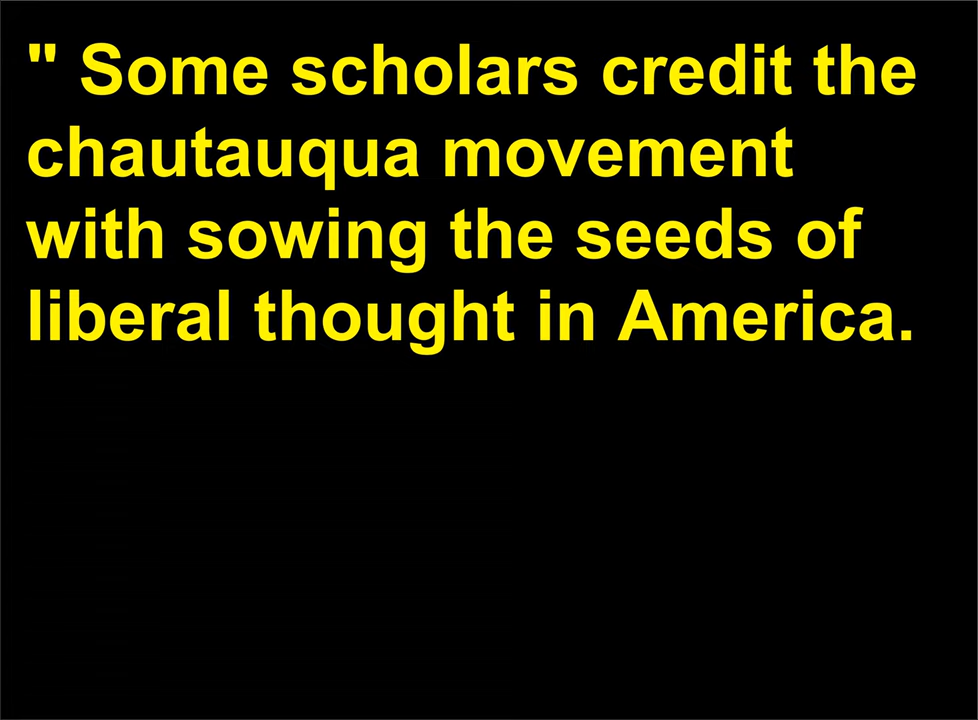 " Some scholars credit the
chautauqua movement
with sowing the seeds of
liberal thought in America.